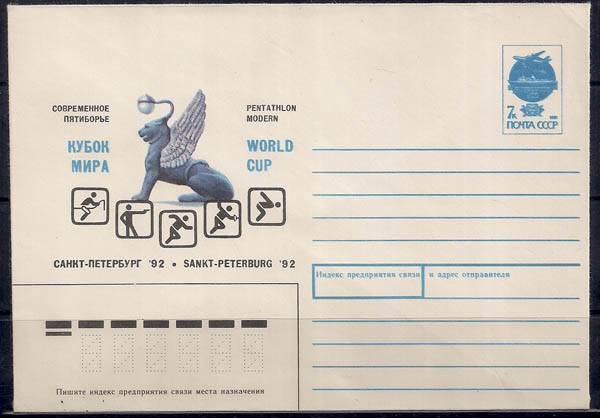 СОВРЕМЕННОЕ
ПЯТИБОРЬЕ
КУБОК
МИРА
PENTATHLON
MODERN
WORLD
CUP
САНКТ-ПЕТЕРБУРГ '92 • SANKT-PETERBURG '92
7к
ПОЧТА СССР
Индекс предприятия связи и адрес отправителя
Пишите индекс предприятия связи места назначения